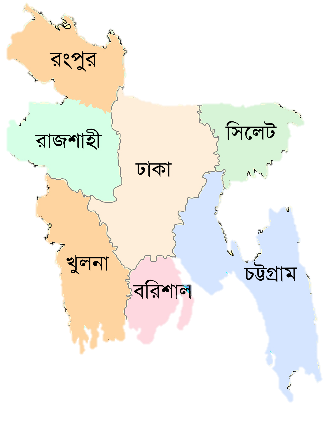 রংপুর
সিলেট
রাজশাহী
ঢাকা
খুলনা
চট্টগ্রাম
বরিশাল